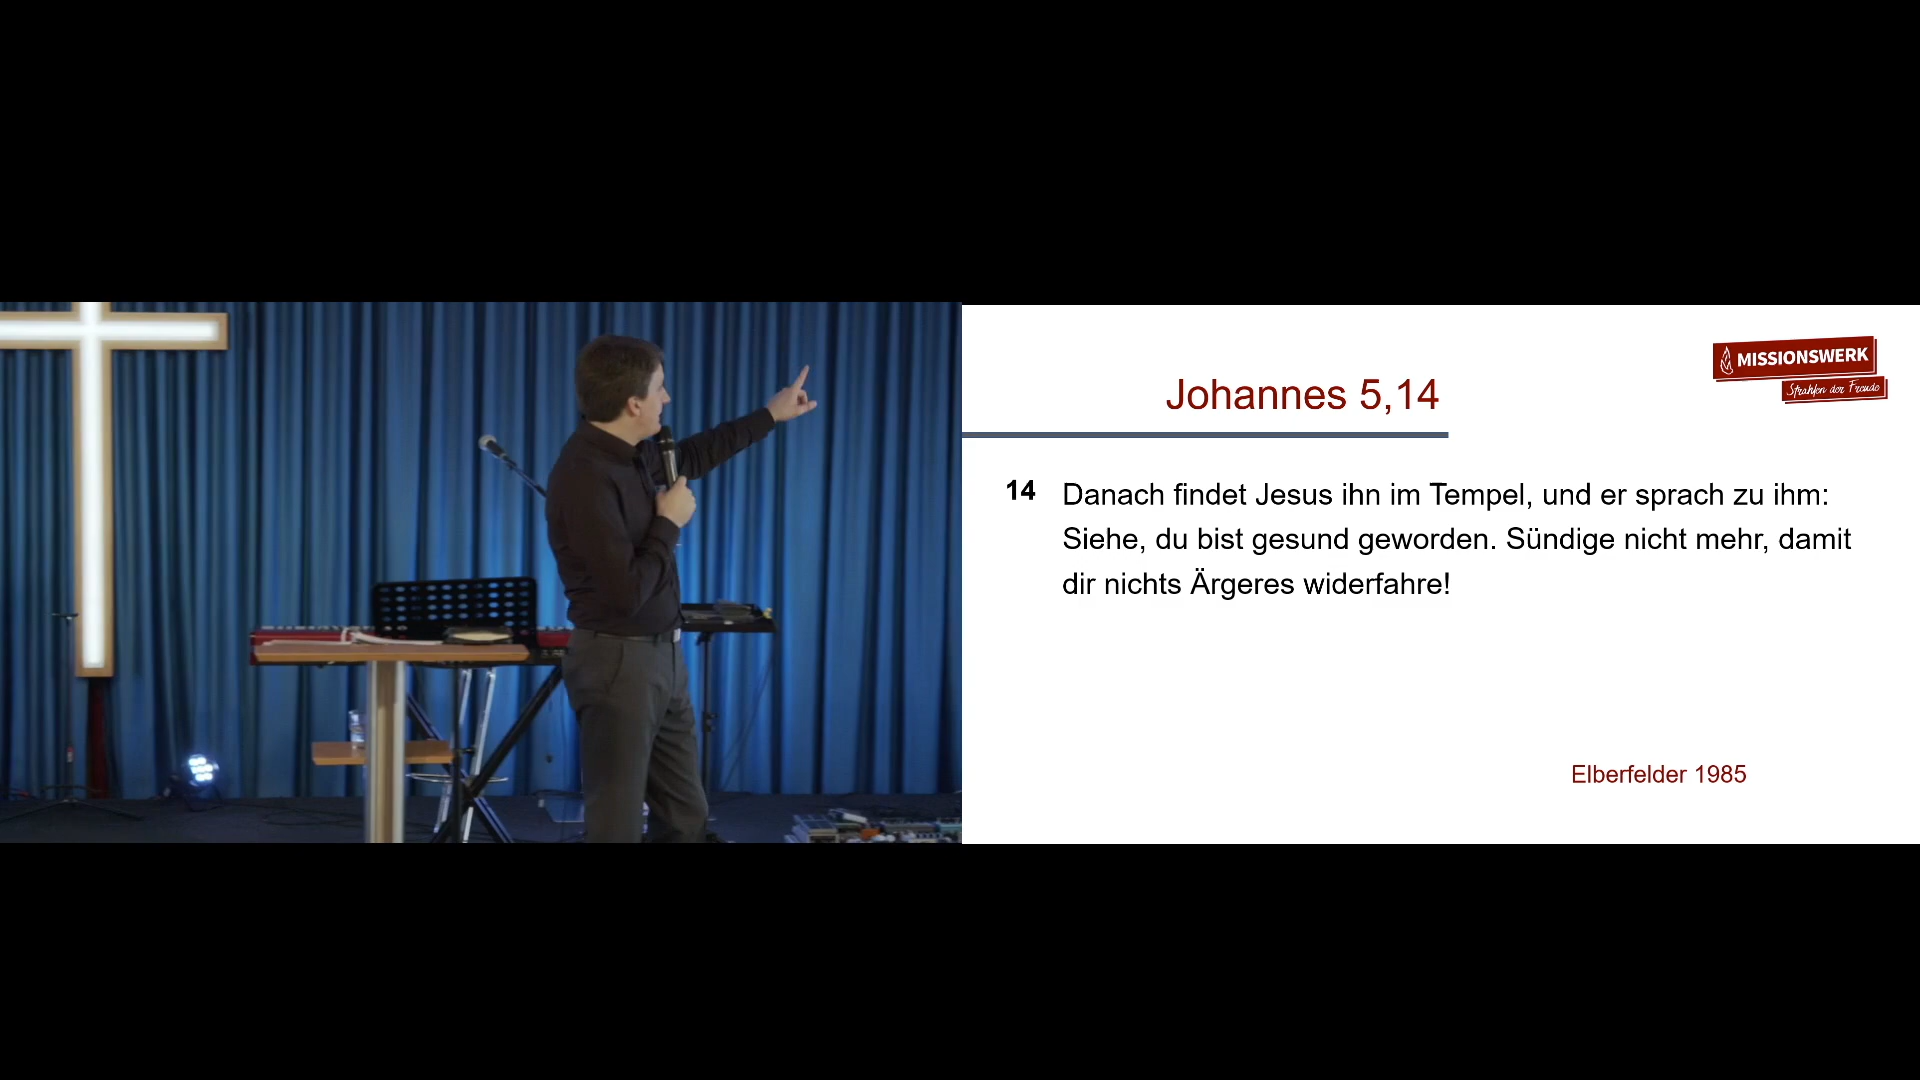 MISSIONSWERK
Strahlen der Freude
Johannes 5,14
14 Danach findet Jesus ihn im Tempel, und er sprach zu ihm:
Siehe, du bist gesund geworden. Sündige nicht mehr, damit
dir nichts Ärgeres widerfahre!
Elberfelder 1985